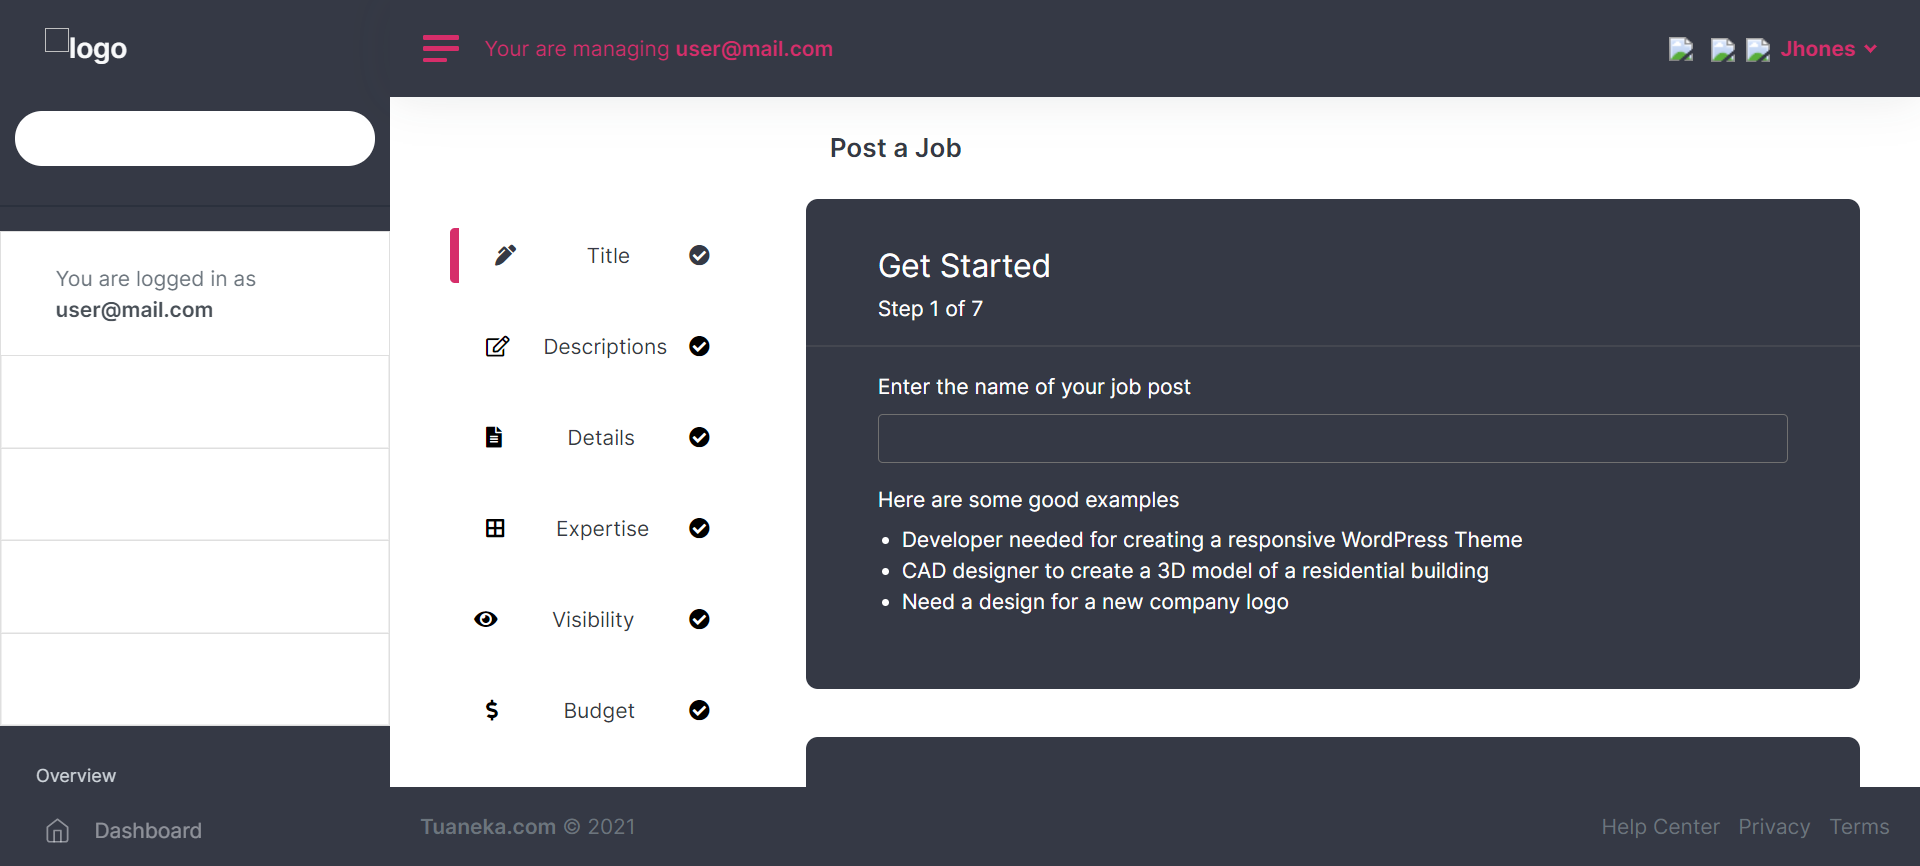 logo
Your are managing user@mail.com
Jhones
You are logged in as
user@mail.com
Overview
Dashboard
Post a Job
Title
Descriptions
Details
Expertise
Visibility
Budget
Get Started
Step 1 of 7
Enter the name of your job post
Here are some good examples
Developer needed for creating a responsive WordPress Theme
CAD designer to create a 3D model of a residential building
Need a design for a new company logo
Tuaneka.com © 2021
Help Center Privacy Terms